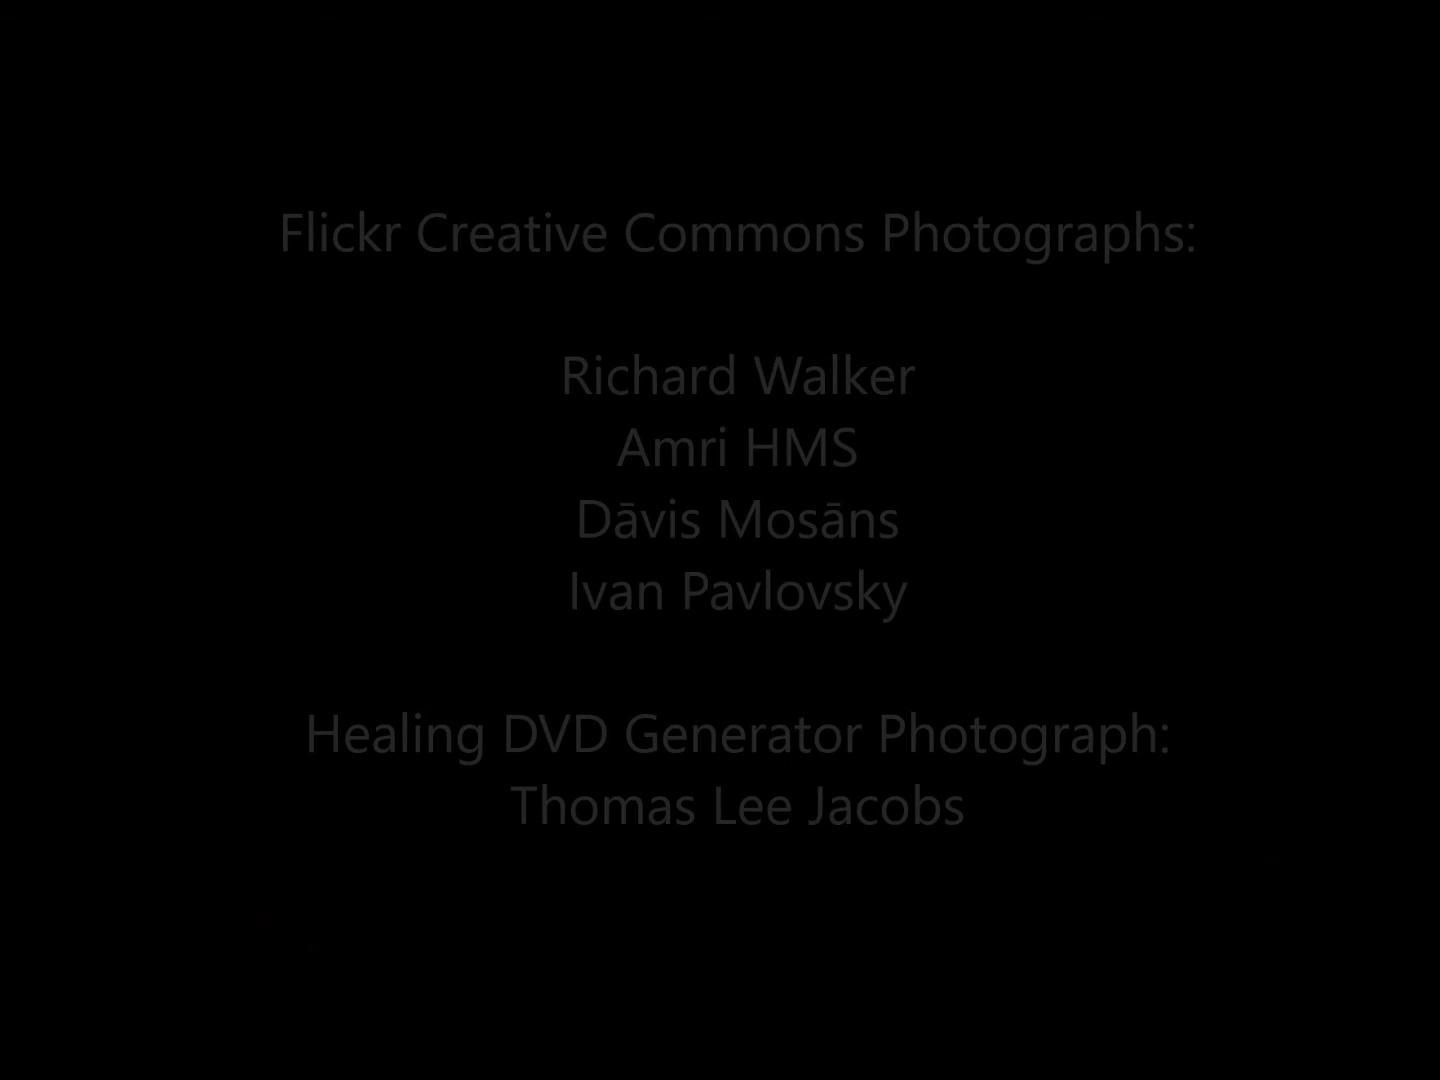 Flickr Creative Commons Photographs:
Richard Walker
Amri HMS
Dāvis Mosāns
Ivan Pavlovsky
Healing DVD Generator Photograph:
Thomas Lee Jacobs